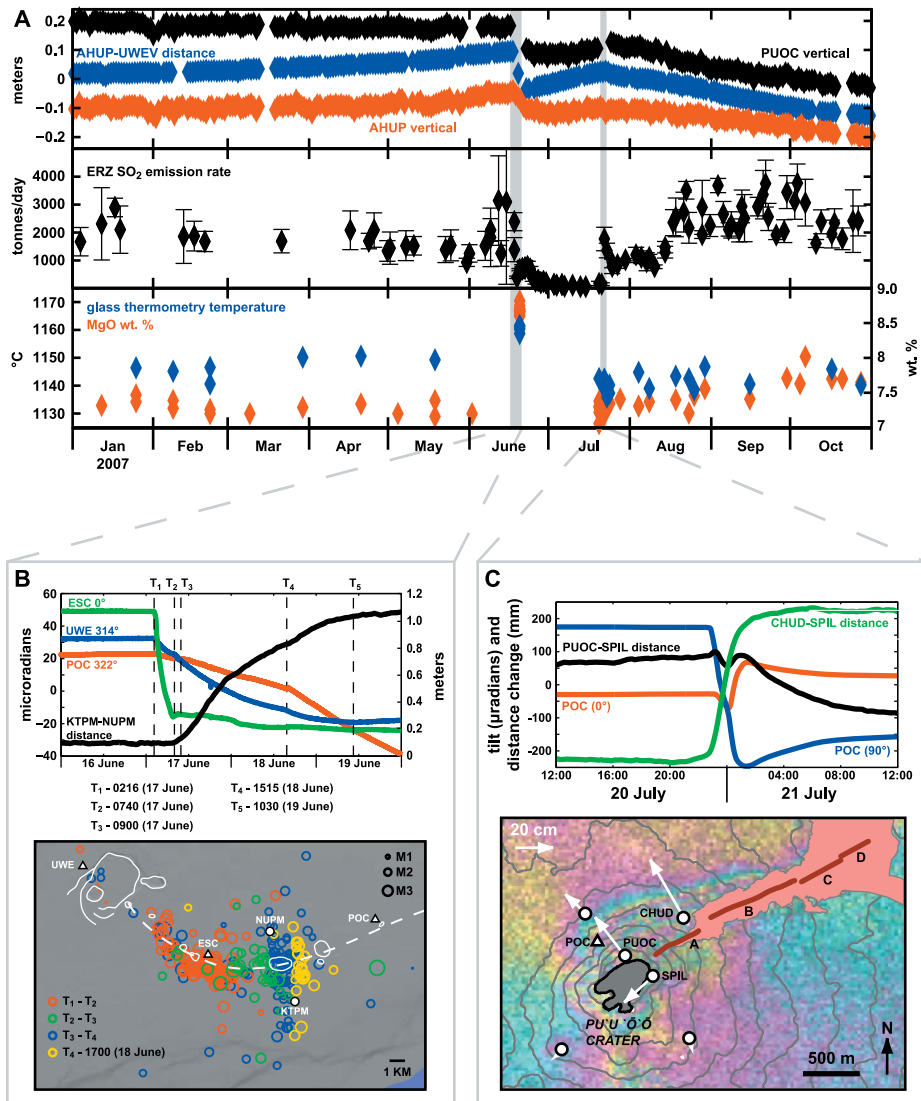 A
0.2
0.1
0
−0.1
−0.2
meters
AHUP-UWEV distance
PUOC vertical
AHUP vertical
ERZ SO2 emission rate
4000
3000
2000
1000
tonnes/day
glass thermometry temperature
MgO wt. %
1170
1160
1150
1140
1130
°C
9.0
8.5
8
7.5
7
wt. %
Jan Feb Mar Apr May June Jul Aug Sep Oct
2007
B
T1 T2 T3 T4 T5
60
40
20
0
−20
−40
microradians
ESC 0°
UWE 314°
POC 322°
KTPM-NUPM
distance
1.2
1.0
0.8
0.6
0.4
0.2
0
meters
16 June 17 June 18 June 19 June
T1 - 0216 (17 June) T4 - 1515 (18 June)
T2 - 0740 (17 June) T5 - 1030 (19 June)
T3 - 0900 (17 June)
UWE
M1
M2
M3
NUPM
POC
ESC
KTPM
T1 - T2
T2 - T3
T3 - T4
T4 - 1700 (18 June)
1 KM
C
200
100
0
-100
-200
tilt (µradians) and
distance change (mm)
CHUD-SPIL distance
PUOC-SPIL distance
POC (0°)
POC (90°)
12:00 16:00 20:00 04:00 08:00 12:00
20 July 21 July
20 cm
D
C
B
A
CHUD
POC
PUOC
SPIL
PU`U `Ō`Ō
CRATER
N
500 m